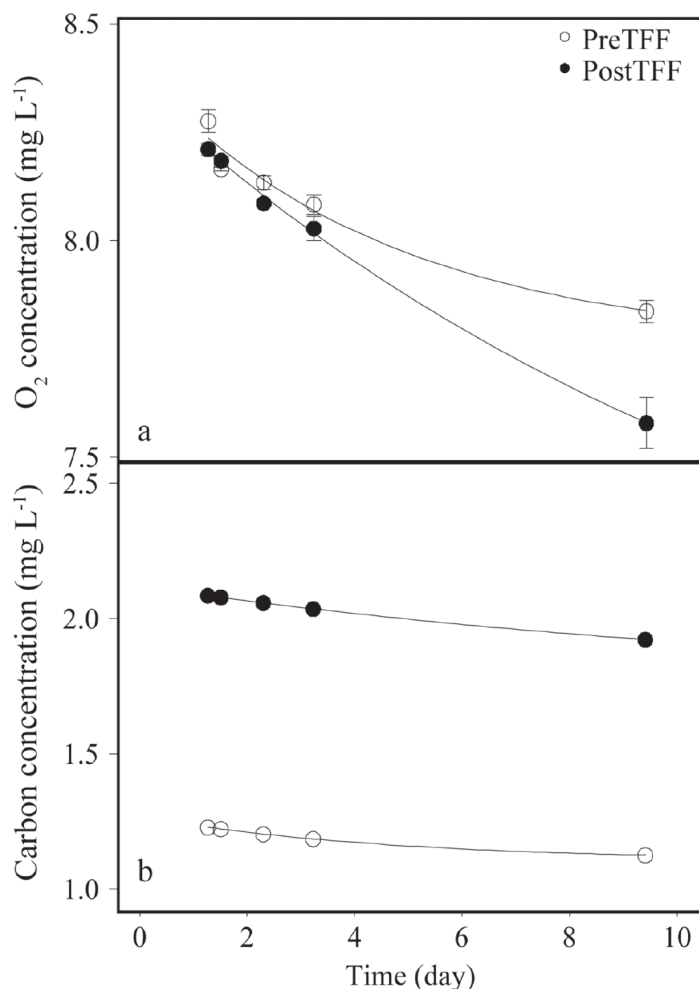 8.5
PreTFF
PostTFF
8.0
7.5
O₂ concentration (mg L⁻¹)
a
2.5
2.0
1.5
1.0
Carbon concentration (mg L⁻¹)
b
0 2 4 6 8 10
Time (day)